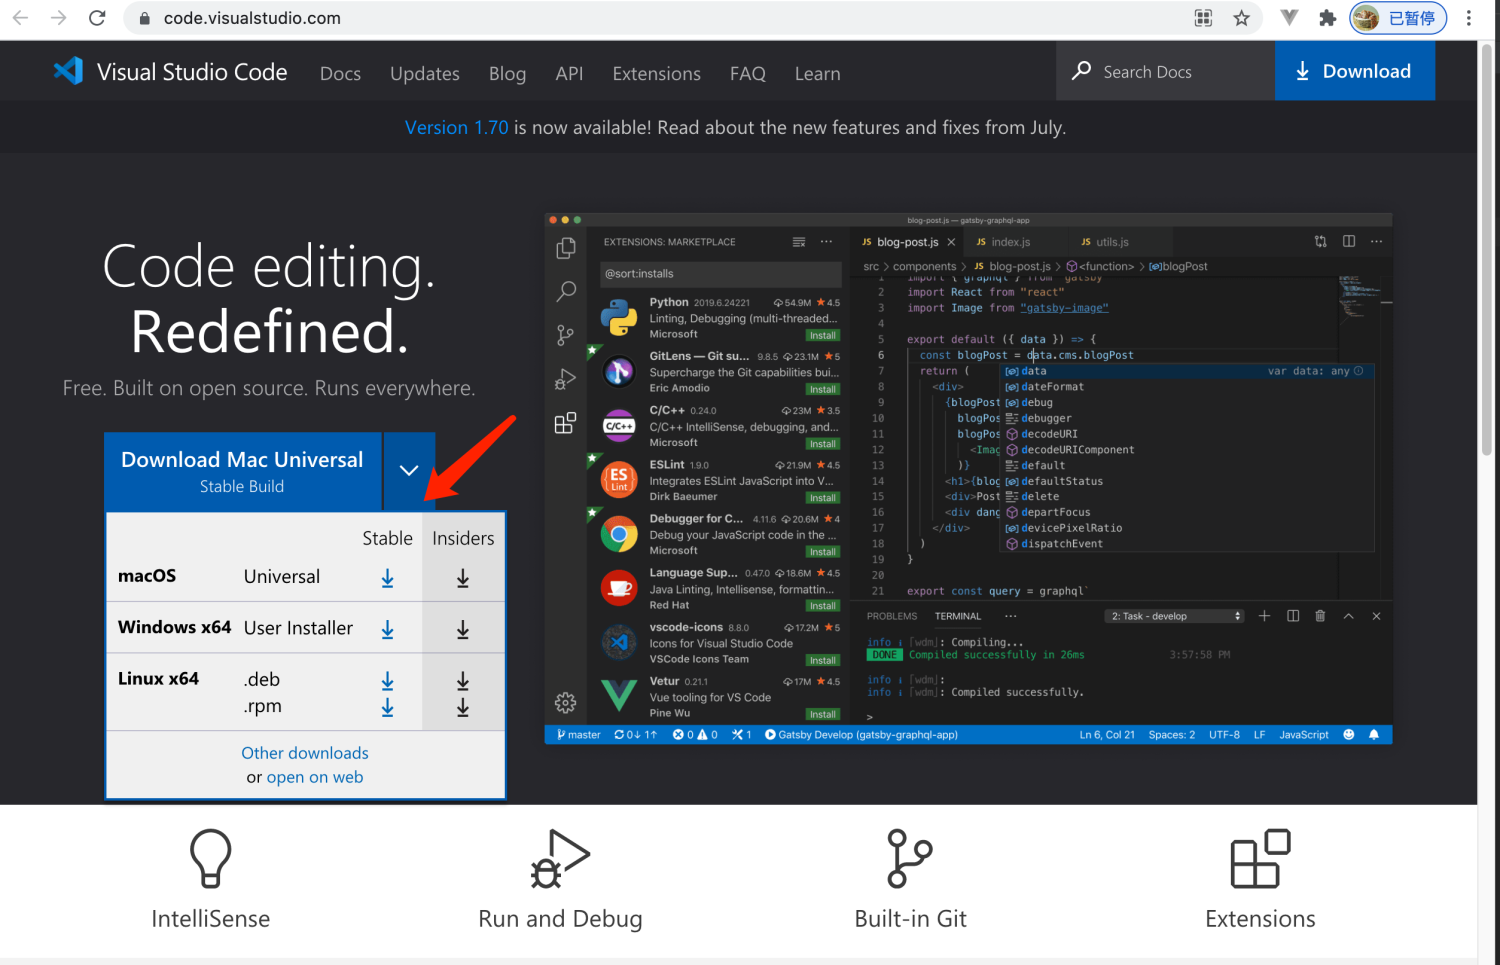 code.visualstudio.com
已暂停
Visual Studio Code Docs Updates Blog API Extensions FAQ Learn Search Docs Download
Version 1.70 is now available! Read about the new features and fixes from July.
Code editing.
Redefined.
Free. Built on open source. Runs everywhere.
Download Mac Universal
Stable Build
Stable Insiders
macOS Universal
Windows x64 User Installer
Linux x64 .deb
.rpm
Other downloads
or open on web
blog-post.js — gatsby-graphql-app
EXTENSIONS: MARKETPLACE ···
@sort:installs
Python 2019.6.24221 54.9M ★ 4.5
Linting, Debugging (multi-threaded...
Microsoft Install
GitLens — Git su... 9.8.5 23.1M ★ 5
Supercharge the Git capabilities bui...
Eric Amodio Install
C/C++ 0.24.0 23M ★ 3.5
C/C++
C/C++ IntelliSense, debugging, and...
Microsoft Install
ESLint 1.9.0 21.9M ★ 4.5
ES
Lint
Integrates ESLint JavaScript into V...
Dirk Baeumer Install
Debugger for C... 4.11.6 20.6M ★ 4
Debug your JavaScript code in the ...
Microsoft Install
Language Sup... 0.47.0 18.6M ★ 4.5
Java Linting, Intellisense, formattin...
Red Hat Install
vscode-icons 8.8.0 17.2M ★ 5
Icons for Visual Studio Code
VSCode Icons Team Install
Vetur 0.21.1 17M ★ 4.5
Vue tooling for VS Code
Pine Wu Install
JS blog-post.js × JS index.js JS utils.js ···
src > components > JS blog-post.js > <function> > blogPost
1 import { graphql } from "gatsby"
2 import React from "react"
3 import Image from "gatsby-image"
4
5 export default ({ data }) => {
6 const blogPost = data.cms.blogPost
7 return (
8 <div>
9 {blogPost
10 blogPos
11 blogPos
12 <Imag
13 )}
14 <h1>{blog
15 <div>Post
16 <div dang
17 </div>
18 )
19 }
20
21 export const query = graphql`
data var data: any
dateFormat
debug
debugger
decodeURI
decodeURIComponent
default
defaultStatus
delete
departFocus
devicePixelRatio
dispatchEvent
PROBLEMS TERMINAL ··· 2: Task - develop
info ｢wdm｣: Compiling...
DONE Compiled successfully in 26ms 3:57:58 PM
info ｢wdm｣:
info ｢wdm｣: Compiled successfully.
>
master 0↓ 1↑ 0 0 1 Gatsby Develop (gatsby-graphql-app) Ln 6, Col 21 Spaces: 2 UTF-8 LF JavaScript
IntelliSense
Run and Debug
Built-in Git
Extensions